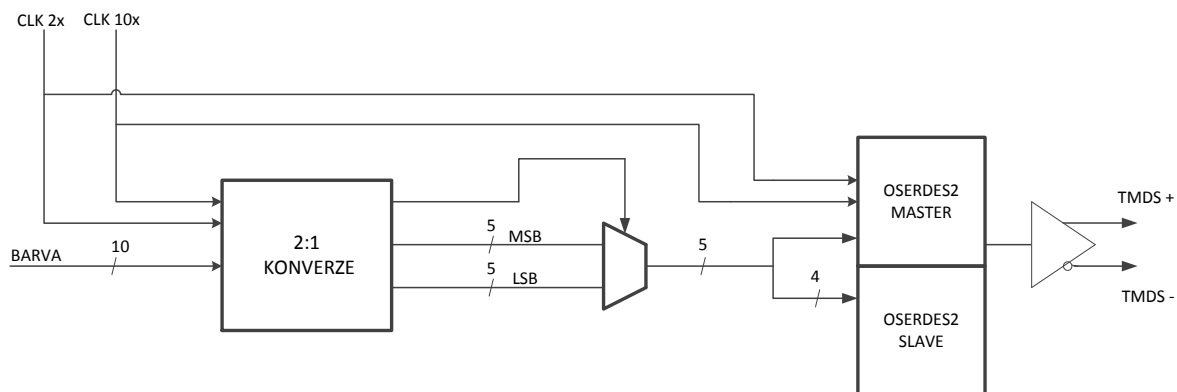 CLK 2x
CLK 10x
BARVA
10
2:1
KONVERZE
5
MSB
5
LSB
5
4
OSERDES2
MASTER
OSERDES2
SLAVE
TMDS +
TMDS -